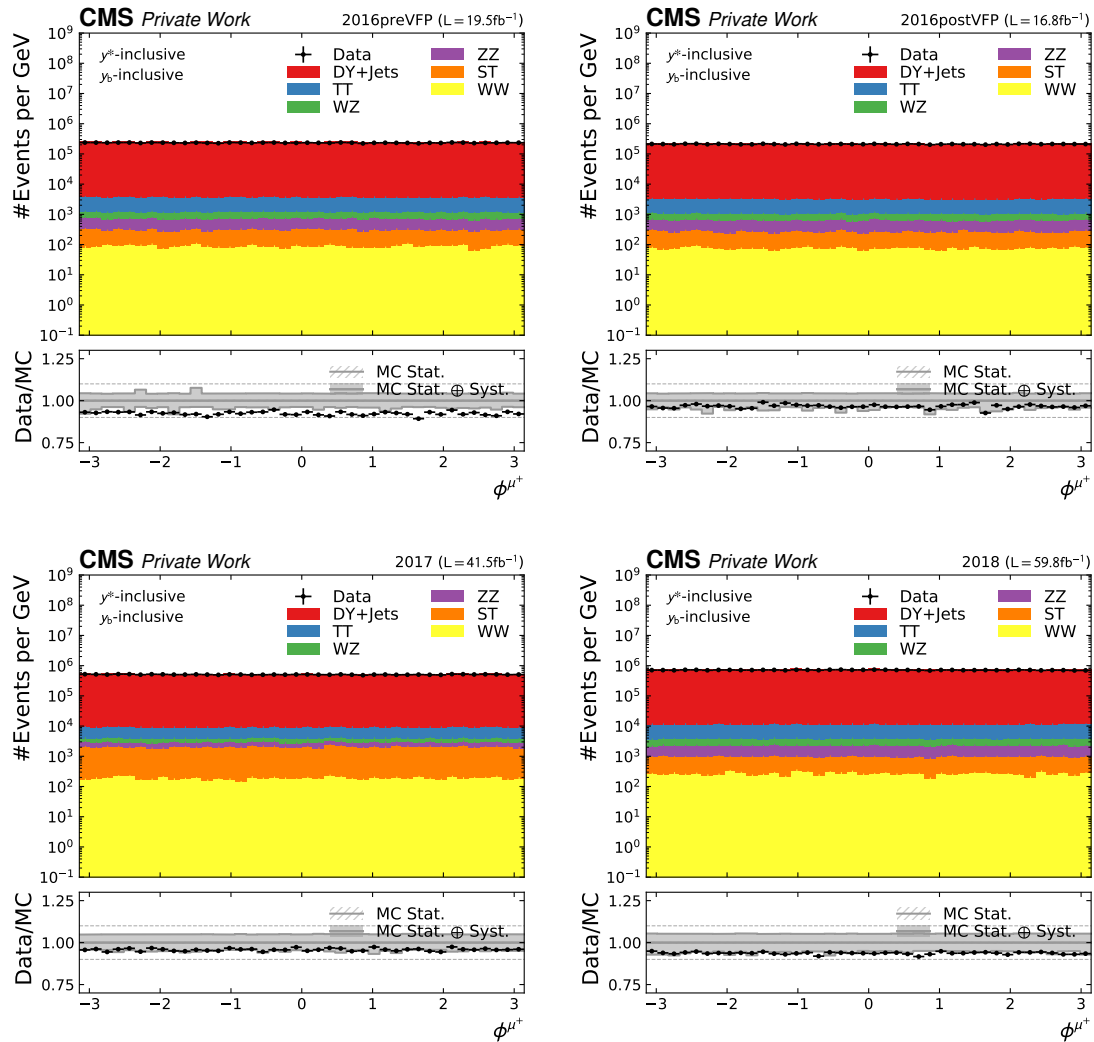 CMS Private Work 2016preVFP (L = 19.5fb⁻¹)
#Events per GeV
10⁹
10⁸
10⁷
10⁶
10⁵
10⁴
10³
10²
10¹
10⁰
10⁻¹
y*-inclusive
y_b-inclusive
Data
DY+Jets
TT
WZ
ZZ
ST
WW
Data/MC
1.25
1.00
0.75
MC Stat.
MC Stat. ⊕ Syst.
−3 −2 −1 0 1 2 3
ϕ^μ⁺
CMS Private Work 2016postVFP (L = 16.8fb⁻¹)
#Events per GeV
10⁹
10⁸
10⁷
10⁶
10⁵
10⁴
10³
10²
10¹
10⁰
10⁻¹
y*-inclusive
y_b-inclusive
Data
DY+Jets
TT
WZ
ZZ
ST
WW
Data/MC
1.25
1.00
0.75
MC Stat.
MC Stat. ⊕ Syst.
−3 −2 −1 0 1 2 3
ϕ^μ⁺
CMS Private Work 2017 (L = 41.5fb⁻¹)
#Events per GeV
10⁹
10⁸
10⁷
10⁶
10⁵
10⁴
10³
10²
10¹
10⁰
10⁻¹
y*-inclusive
y_b-inclusive
Data
DY+Jets
TT
WZ
ZZ
ST
WW
Data/MC
1.25
1.00
0.75
MC Stat.
MC Stat. ⊕ Syst.
−3 −2 −1 0 1 2 3
ϕ^μ⁺
CMS Private Work 2018 (L = 59.8fb⁻¹)
#Events per GeV
10⁹
10⁸
10⁷
10⁶
10⁵
10⁴
10³
10²
10¹
10⁰
10⁻¹
y*-inclusive
y_b-inclusive
Data
DY+Jets
TT
WZ
ZZ
ST
WW
Data/MC
1.25
1.00
0.75
MC Stat.
MC Stat. ⊕ Syst.
−3 −2 −1 0 1 2 3
ϕ^μ⁺